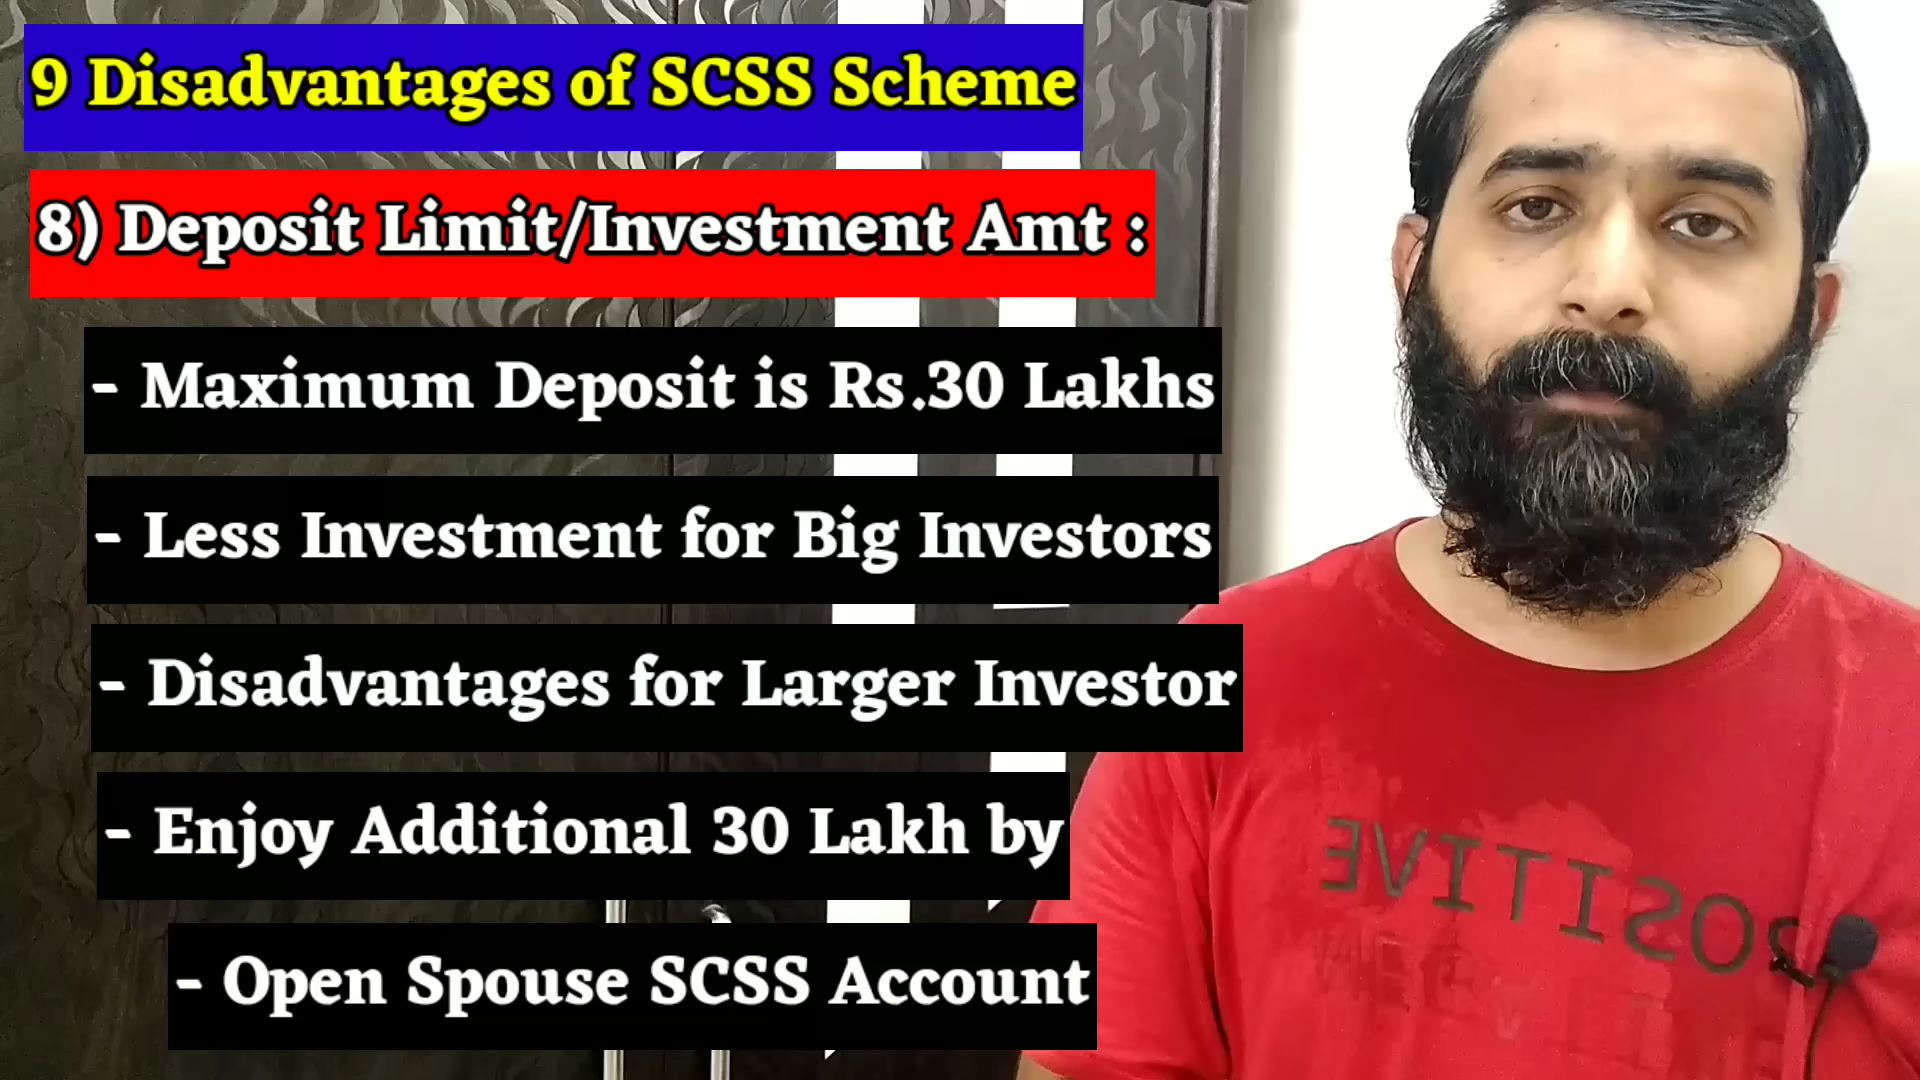 9 Disadvantages of SCSS Scheme
8) Deposit Limit/Investment Amt :
- Maximum Deposit is Rs.30 Lakhs
- Less Investment for Big Investors
- Disadvantages for Larger Investor
- Enjoy Additional 30 Lakh by
- Open Spouse SCSS Account
POSITIVE